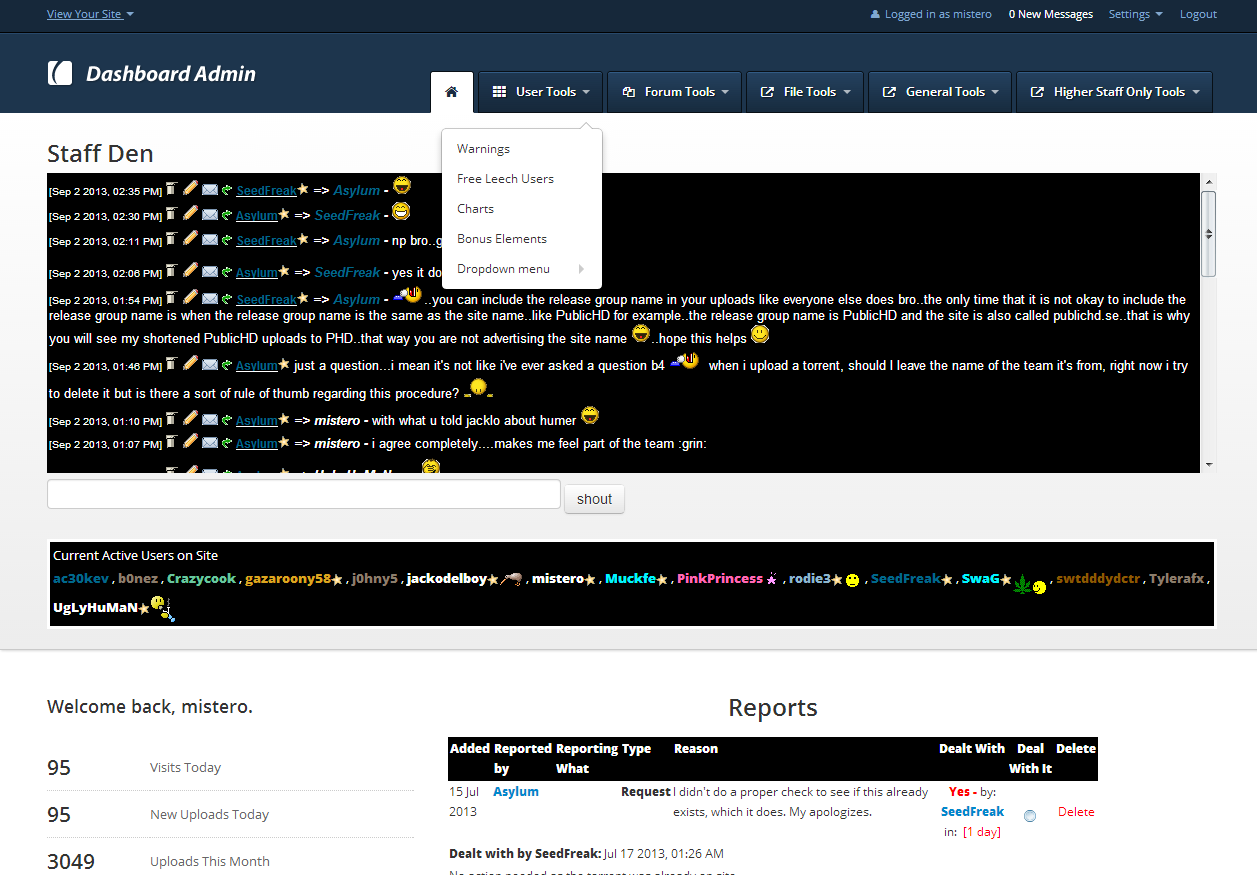 View Your Site
Logged in as mistero 0 New Messages Settings Logout
Dashboard Admin
User Tools Forum Tools File Tools General Tools Higher Staff Only Tools
Warnings
Free Leech Users
Charts
Bonus Elements
Dropdown menu
Staff Den
[Sep 2 2013, 02:35 PM] SeedFreak => Asylum -
[Sep 2 2013, 02:30 PM] Asylum => SeedFreak -
[Sep 2 2013, 02:11 PM] SeedFreak => Asylum - np bro..
[Sep 2 2013, 02:06 PM] Asylum => SeedFreak - yes it do
[Sep 2 2013, 01:54 PM] SeedFreak => Asylum - ..you can include the release group name in your uploads like everyone else does bro..the only time that it is not okay to include the
release group name is when the release group name is the same as the site name..like PublicHD for example..the release group name is PublicHD and the site is also called publichd.se..that is why
you will see my shortened PublicHD uploads to PHD..that way you are not advertising the site name ..hope this helps
[Sep 2 2013, 01:46 PM] Asylum just a question...i mean it's not like i've ever asked a question b4 when i upload a torrent, should I leave the name of the team it's from, right now i try
to delete it but is there a sort of rule of thumb regarding this procedure?
[Sep 2 2013, 01:10 PM] Asylum => mistero - with what u told jacklo about humer
[Sep 2 2013, 01:07 PM] Asylum => mistero - i agree completely....makes me feel part of the team :grin:
shout
Current Active Users on Site
ac30kev , b0nez , Crazycook , gazaroony58 , j0hny5 , jackodelboy , mistero , Muckfe , PinkPrincess , rodie3 , SeedFreak , SwaG , swtdddydctr , Tylerafx ,
UgLyHuMaN
Welcome back, mistero.
95 Visits Today
95 New Uploads Today
3049 Uploads This Month
Reports
Added Reported Reporting Type Reason Dealt With Deal Delete
by What With It
15 Jul Asylum Request I didn't do a proper check to see if this already Yes - by:
2013 exists, which it does. My apologizes. SeedFreak Delete
in: [1 day]
Dealt with by SeedFreak: Jul 17 2013, 01:26 AM